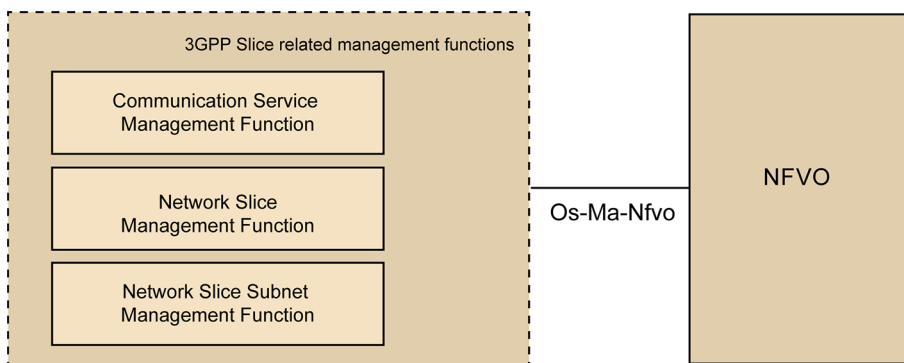 3GPP Slice related management functions
Communication Service
Management Function
Network Slice
Management Function
Network Slice Subnet
Management Function
Os-Ma-Nfvo
NFVO